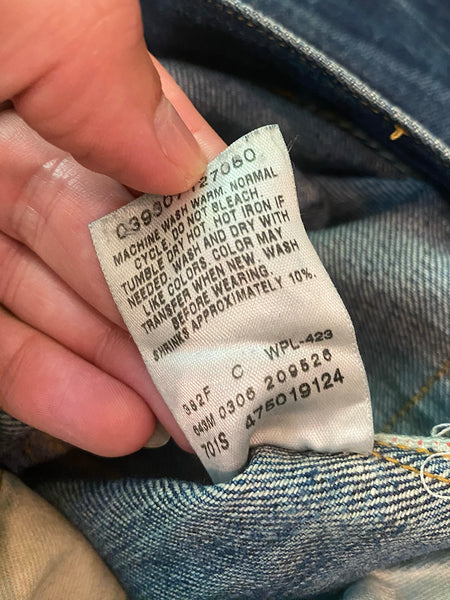 039307 127060
MACHINE WASH WARM. NORMAL
CYCLE. DO NOT BLEACH.
TUMBLE DRY HOT. HOT IRON IF
NEEDED. WASH AND DRY WITH
LIKE COLORS. COLOR MAY
TRANSFER WHEN NEW. WASH
BEFORE WEARING.
SHRINKS APPROXIMATELY 10%.
382F C WPL-423
643M 0306 209526
701S 475019124